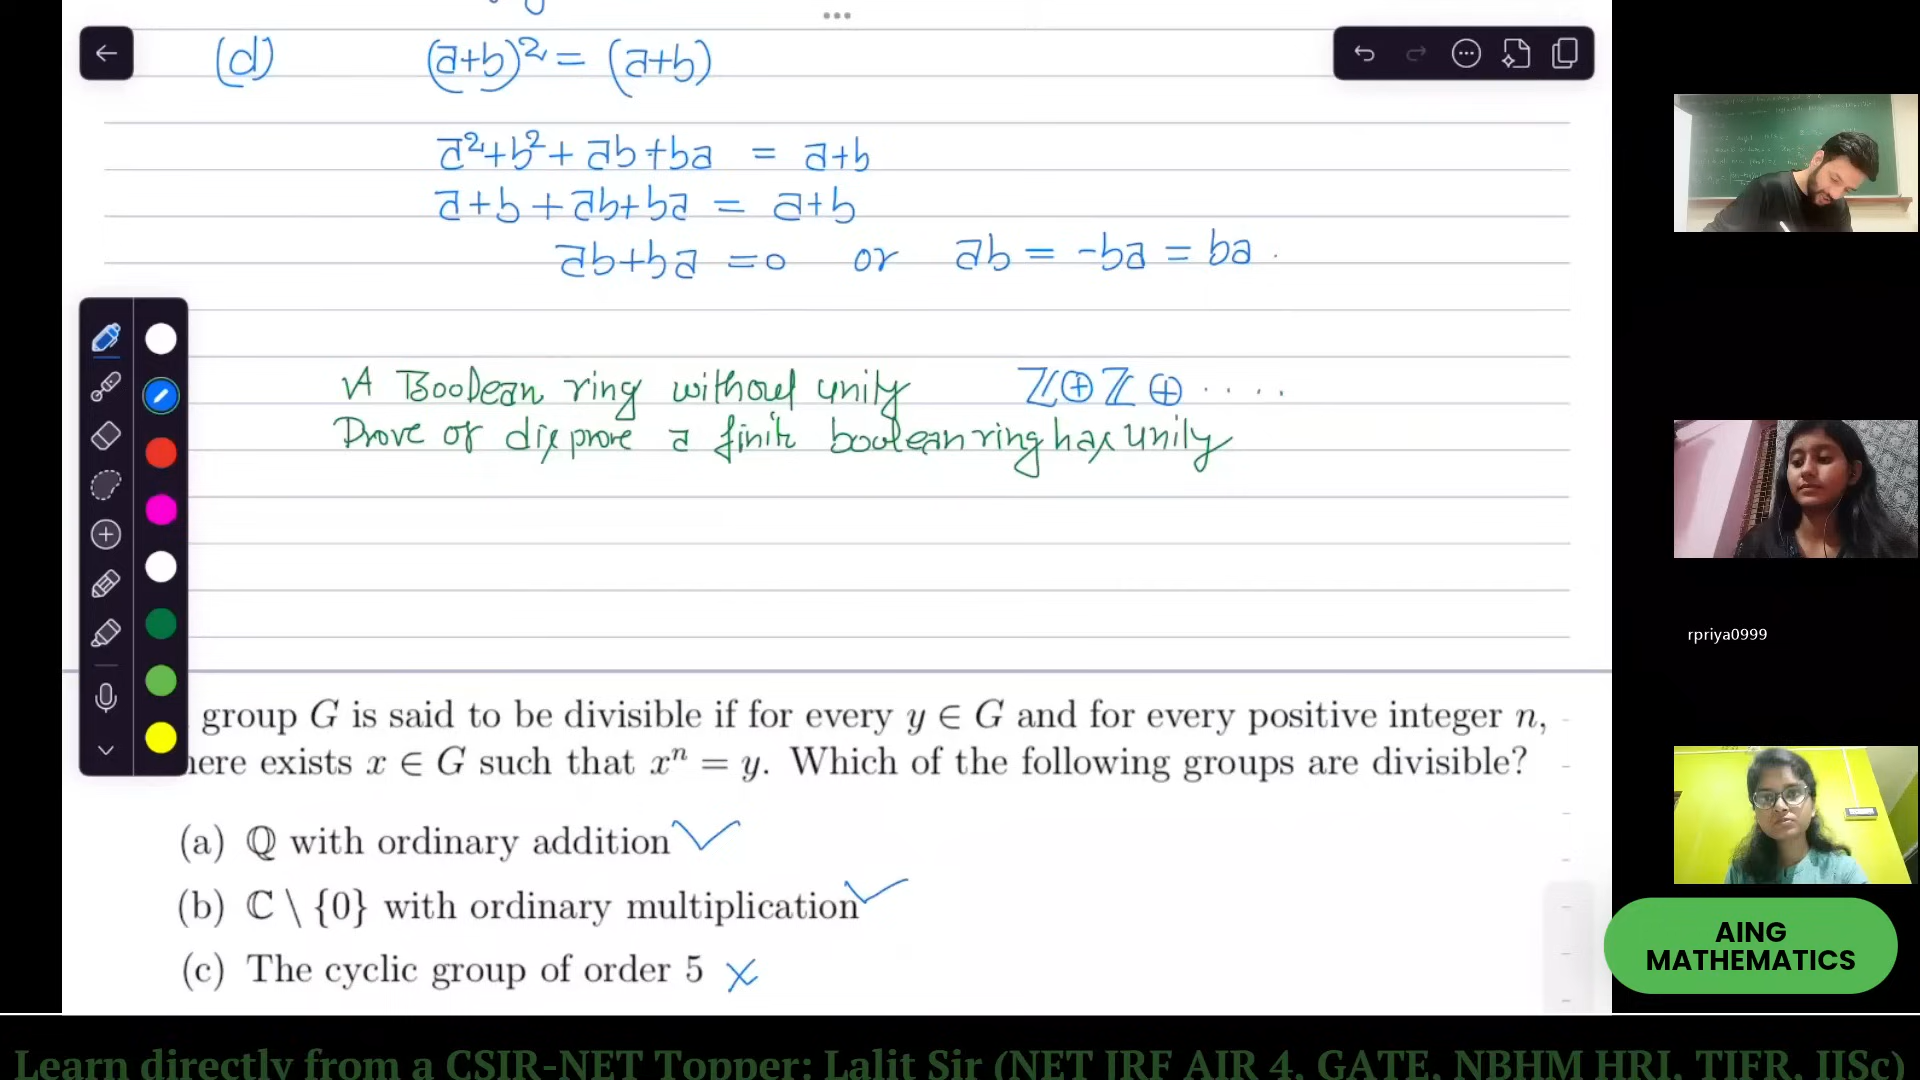 (d) (a+b)² = (a+b)
a²+b²+ ab+ba = a+b
a+b+ab+ba = a+b
ab+ba =0 or ab = -ba = ba .
A Boolean ring without unity ℤ⊕ℤ⊕ .....
Prove or disprove a finite boolean ring has unity
rpriya0999
group G is said to be divisible if for every y ∈ G and for every positive integer n,
here exists x ∈ G such that xⁿ = y. Which of the following groups are divisible?
(a) ℚ with ordinary addition ✓
(b) ℂ \ {0} with ordinary multiplication ✓
(c) The cyclic group of order 5 ×
AING
MATHEMATICS
Learn directly from a CSIR-NET Topper: Lalit Sir (NET JRF AIR 4, GATE, NBHM HRI, TIFR, IISc)